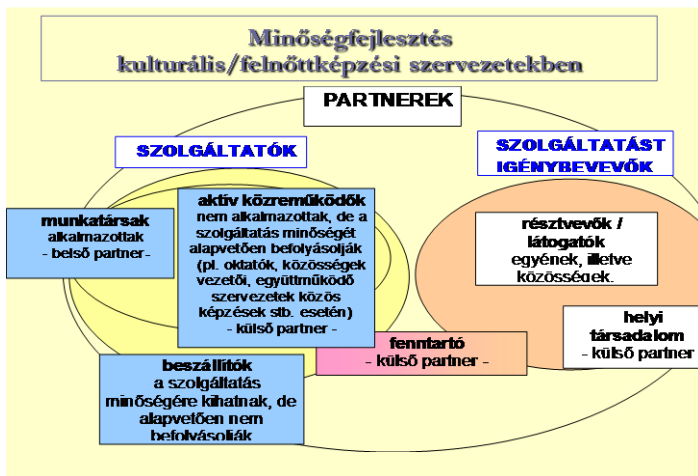 Minőségfejlesztés
kulturális/felnőttképzési szervezetekben
PARTNEREK
SZOLGÁLTATÓK
SZOLGÁLTATÁST
IGÉNYBEVEVŐK
munkatársak
alkalmazottak
- belső partner-
aktív közreműködők
nem alkalmazottak, de a
szolgáltatás minőségét
alapvetően befolyásolják
(pl. oktatók, közösségek
vezetői, együttműködő
szervezetek közös
képzések stb. esetén)
- külső partner -
résztvevők /
látogatók
egyének, illetve
közösségek.
helyi
társadalom
- külső partner
fenntartó
- külső partner -
beszállítók
a szolgáltatás
minőségére kihatnak, de
alapvetően nem
befolyásolják